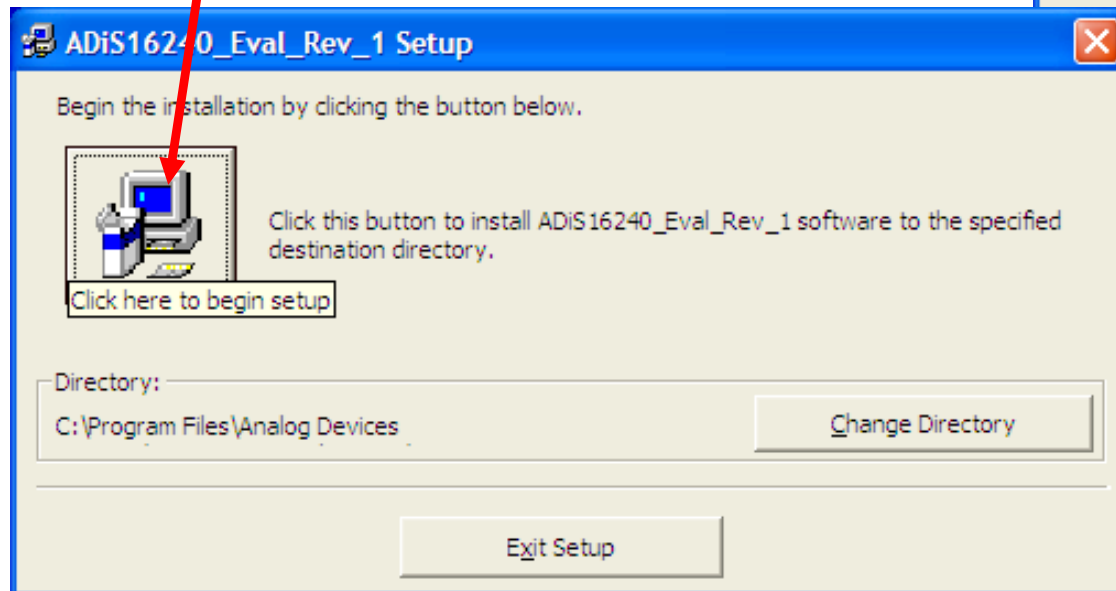 ADiS16240_Eval_Rev_1 Setup
Begin the installation by clicking the button below.
Click this button to install ADiS16240_Eval_Rev_1 software to the specified
destination directory.
Click here to begin setup
Directory:
C:\Program Files\Analog Devices
Change Directory
Exit Setup